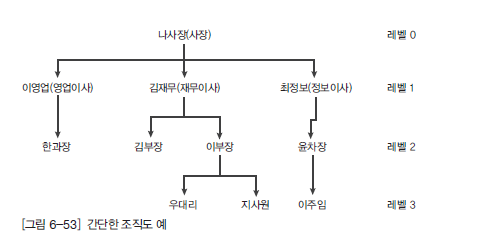 나사장(사장) 레벨 0
이영업(영업이사) 김재무(재무이사) 최정보(정보이사) 레벨 1
한과장 김부장 이부장 윤차장 레벨 2
우대리 지사원 이주임 레벨 3
[그림 6-53] 간단한 조직도 예